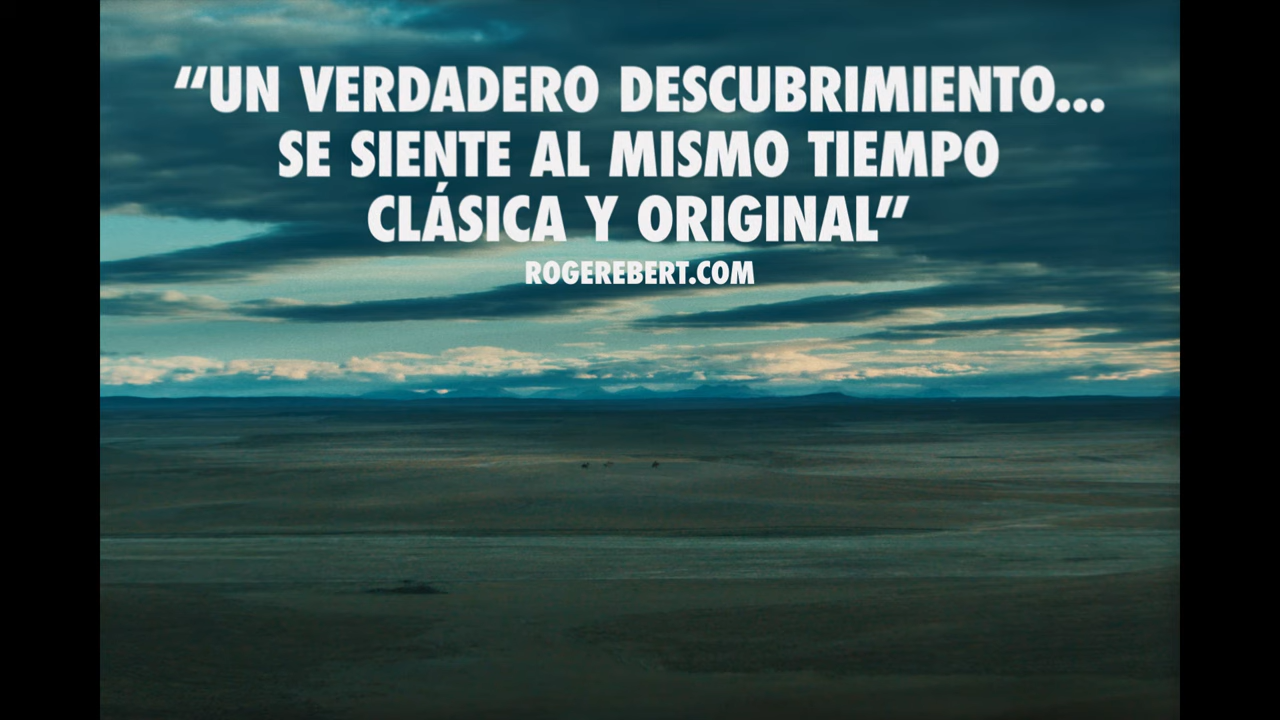 “UN VERDADERO DESCUBRIMIENTO...
SE SIENTE AL MISMO TIEMPO
CLÁSICA Y ORIGINAL”
ROGEREBERT.COM